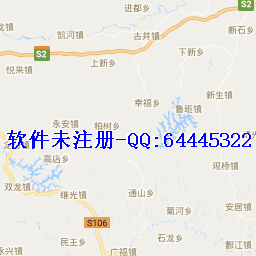 进都乡
S2
凯河镇
古井镇
断石乡
下新乡
S2
上新乡
悦来镇
新生镇
幸福乡
鲁班镇
永安镇
柏树乡
软件未注册-QQ:64445322
高店乡
观桥镇
双龙镇
继光镇
通山乡
菊河乡
安居镇
S106
石龙乡
民主乡
广福镇
郪江镇
永兴镇